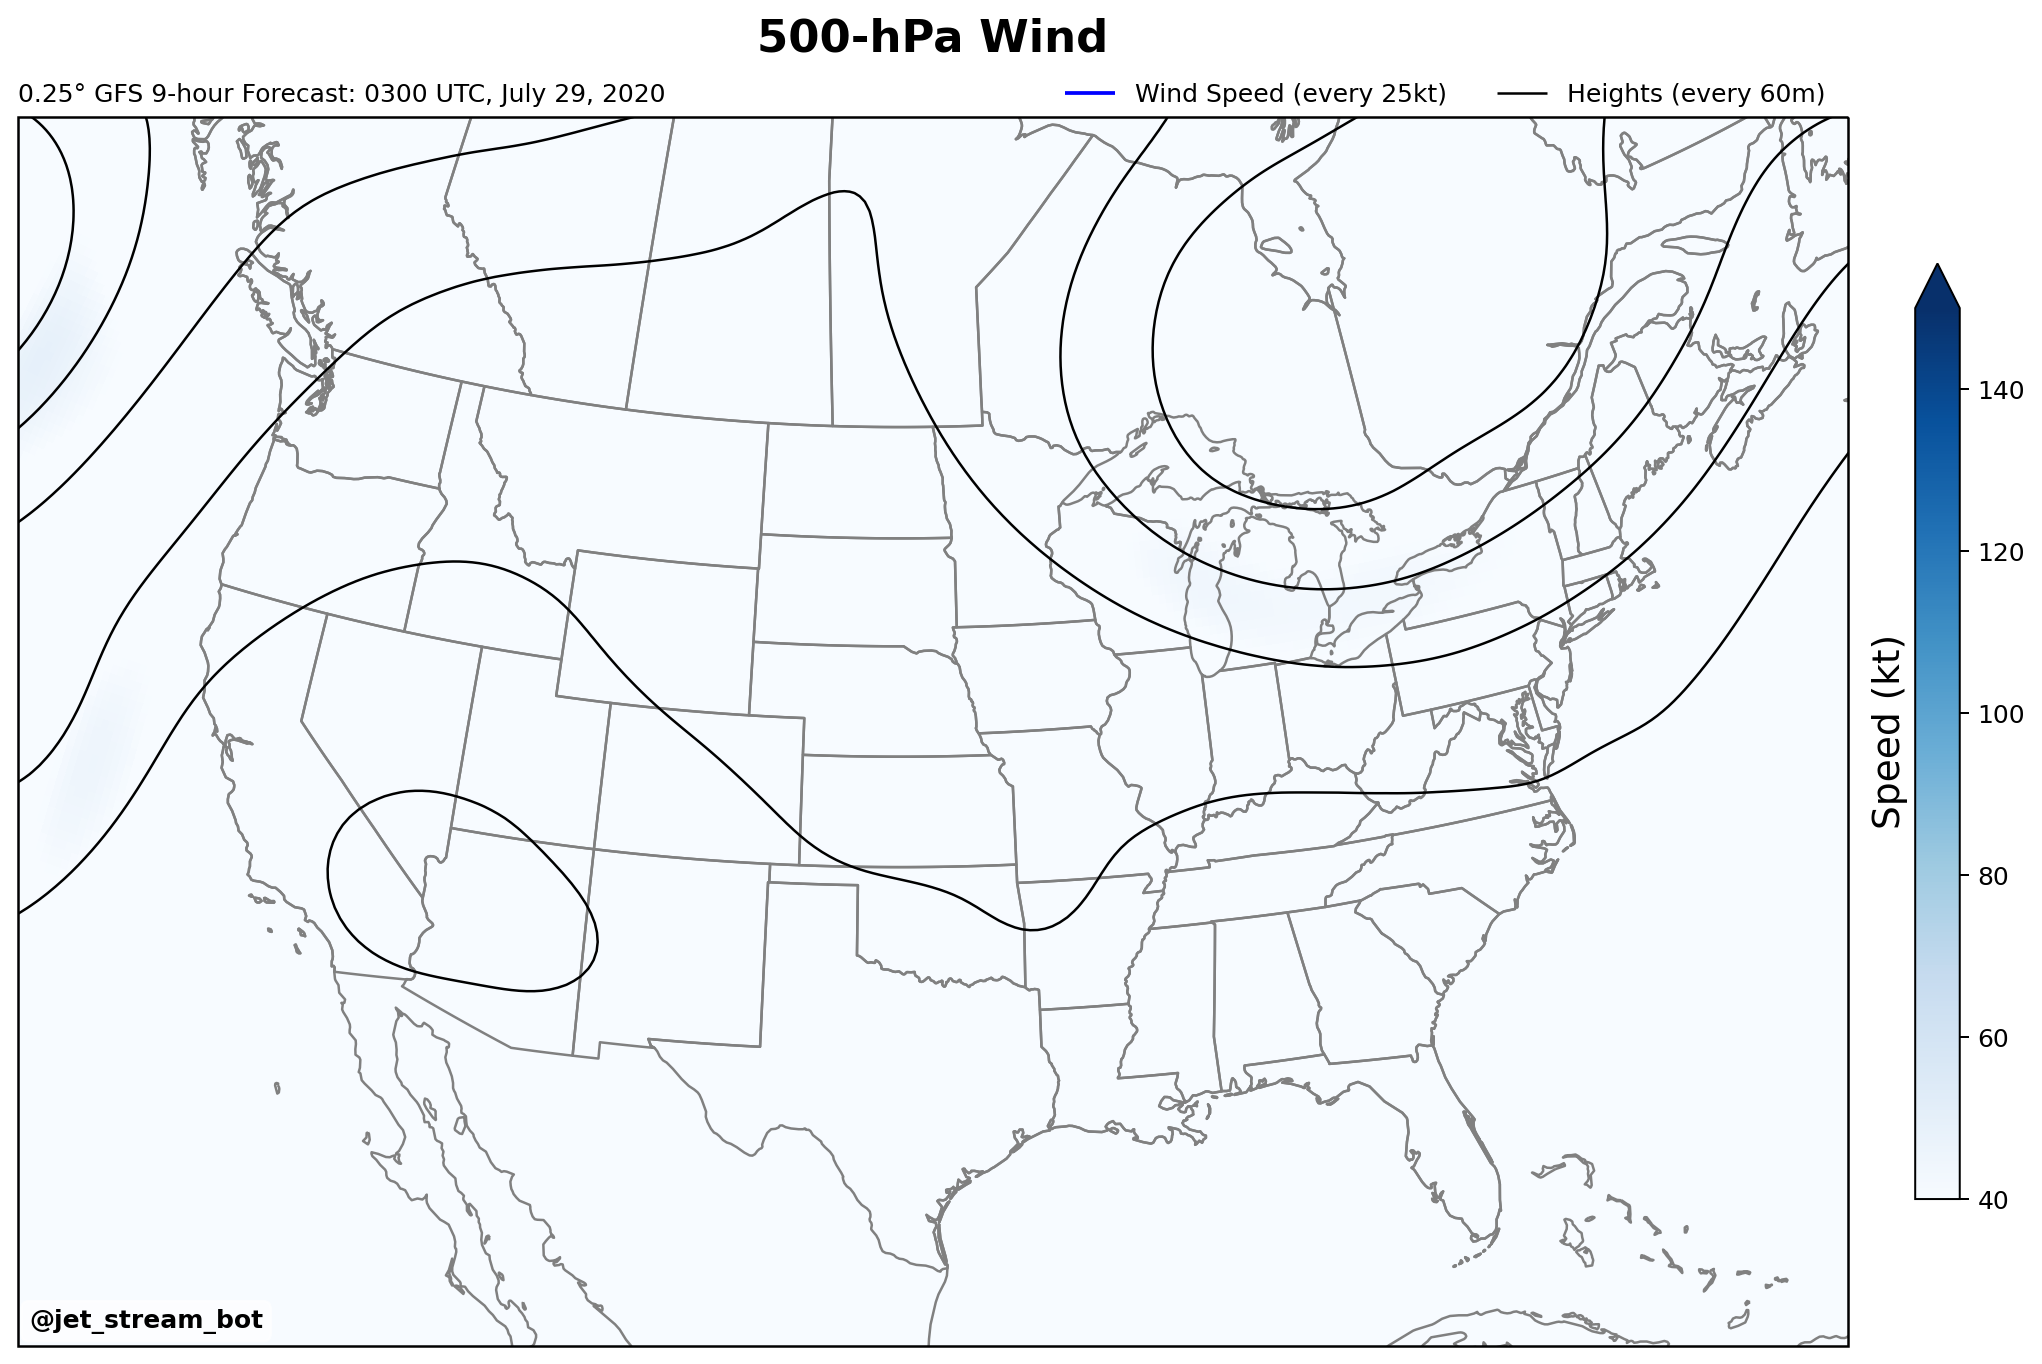 500-hPa Wind
0.25° GFS 9-hour Forecast: 0300 UTC, July 29, 2020
Wind Speed (every 25kt)
Heights (every 60m)
140
120
100
80
60
40
Speed (kt)
@jet_stream_bot